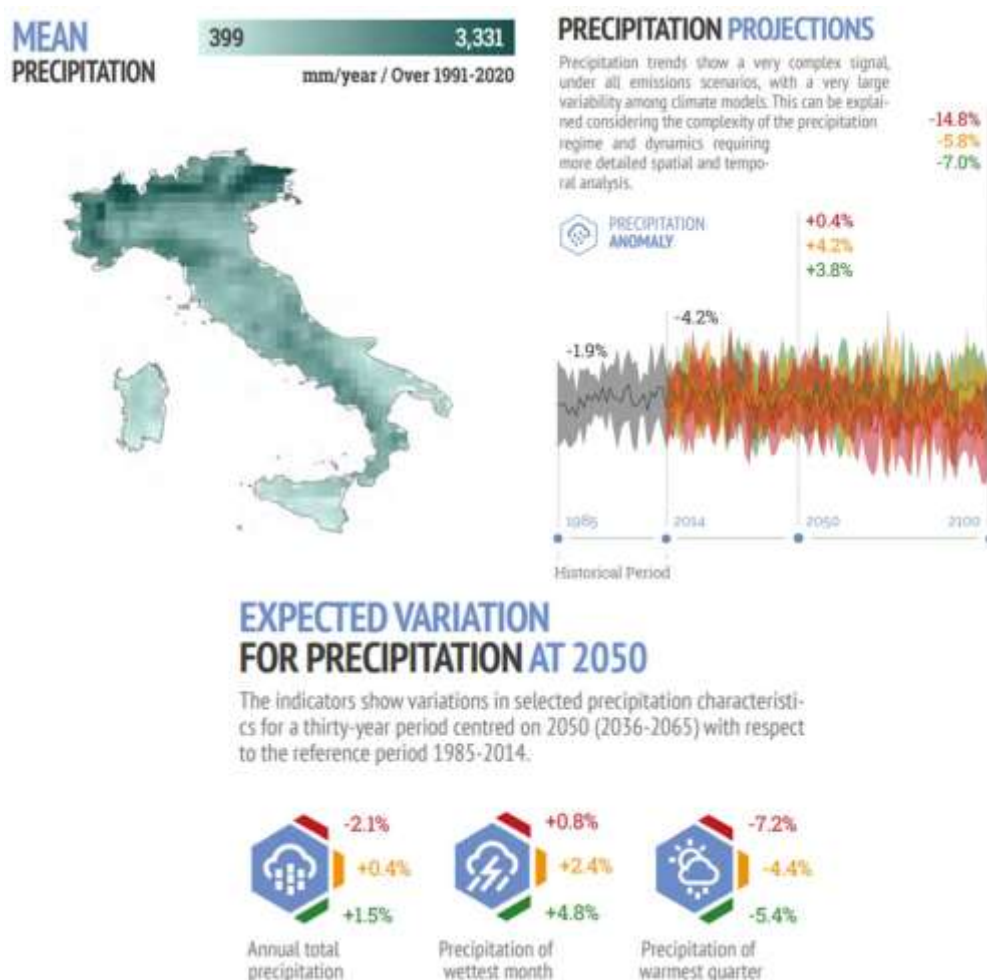 MEAN
PRECIPITATION
399 3,331
mm/year / Over 1991-2020
PRECIPITATION PROJECTIONS
Precipitation trends show a very complex signal,
under all emissions scenarios, with a very large
variability among climate models. This can be explai-
ned considering the complexity of the precipitation
regime and dynamics requiring
more detailed spatial and tempo-
ral analysis.
-14.8%
-5.8%
-7.0%
PRECIPITATION
ANOMALY
+0.4%
+4.2%
+3.8%
-4.2%
-1.9%
1985 2014 2050 2100
Historical Period
EXPECTED VARIATION
FOR PRECIPITATION AT 2050
The indicators show variations in selected precipitation characteristi-
cs for a thirty-year period centred on 2050 (2036-2065) with respect
to the reference period 1985-2014.
-2.1%
+0.4%
+1.5%
Annual total
precipitation
+0.8%
+2.4%
+4.8%
Precipitation of
wettest month
-7.2%
-4.4%
-5.4%
Precipitation of
warmest quarter